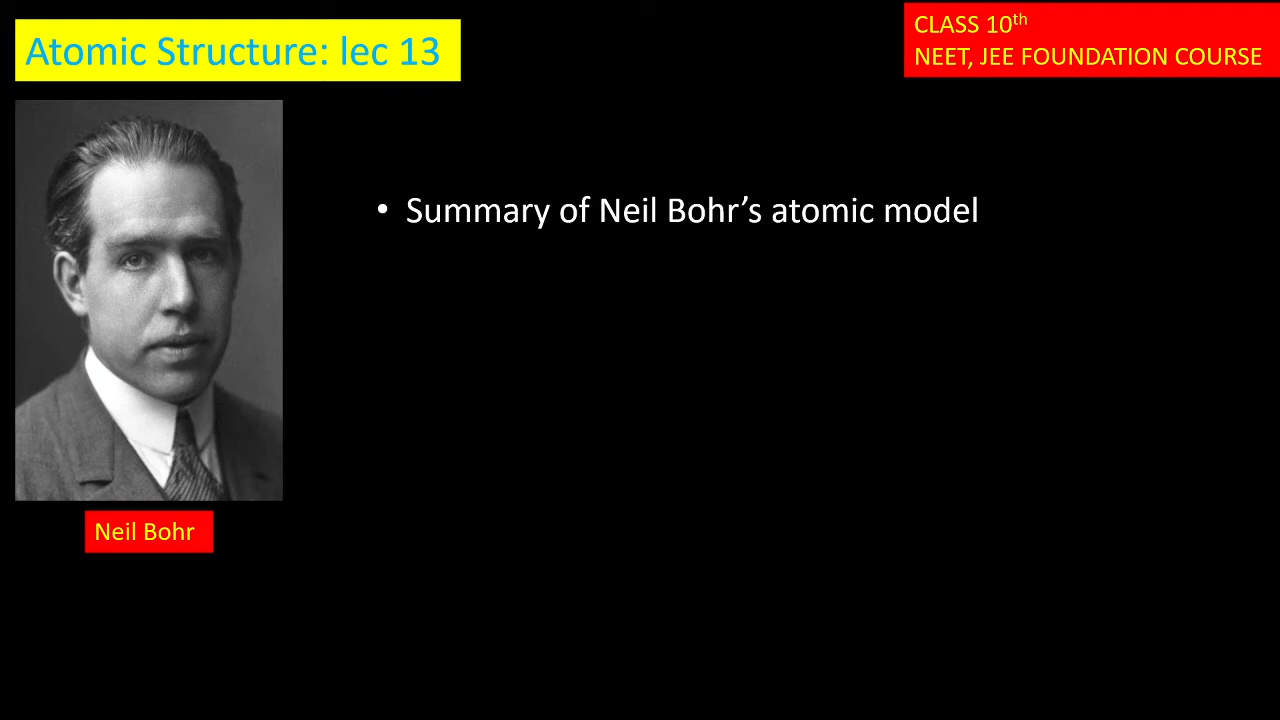 Atomic Structure: lec 13
CLASS 10th
NEET, JEE FOUNDATION COURSE
• Summary of Neil Bohr’s atomic model
Neil Bohr